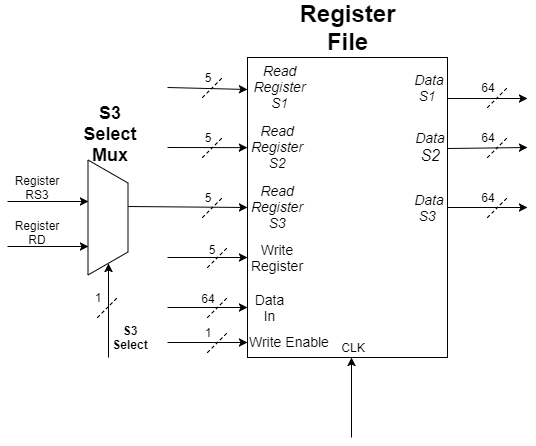 Register
File
5
Read
Register
S1
Data
S1
64
S3
Select
Mux
5
Read
Register
S2
Data
S2
64
Register
RS3
5
Read
Register
S3
Data
S3
64
Register
RD
5
Write
Register
1
64
Data
In
S3
Select
1
Write Enable
CLK